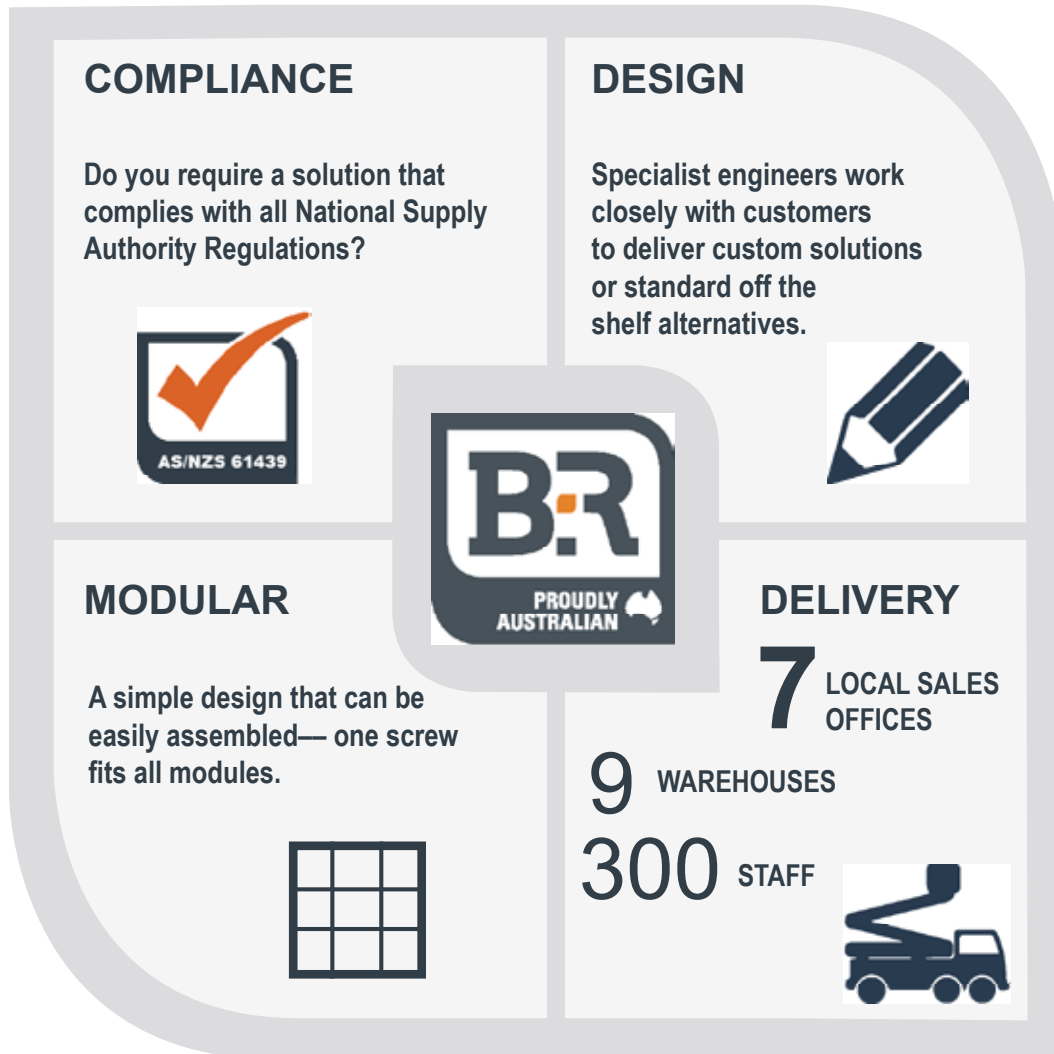 COMPLIANCE
Do you require a solution that
complies with all National Supply
Authority Regulations?
AS/NZS 61439
DESIGN
Specialist engineers work
closely with customers
to deliver custom solutions
or standard off the
shelf alternatives.
B:R
PROUDLY
AUSTRALIAN
MODULAR
A simple design that can be
easily assembled— one screw
fits all modules.
DELIVERY
7 LOCAL SALES
OFFICES
9 WAREHOUSES
300 STAFF